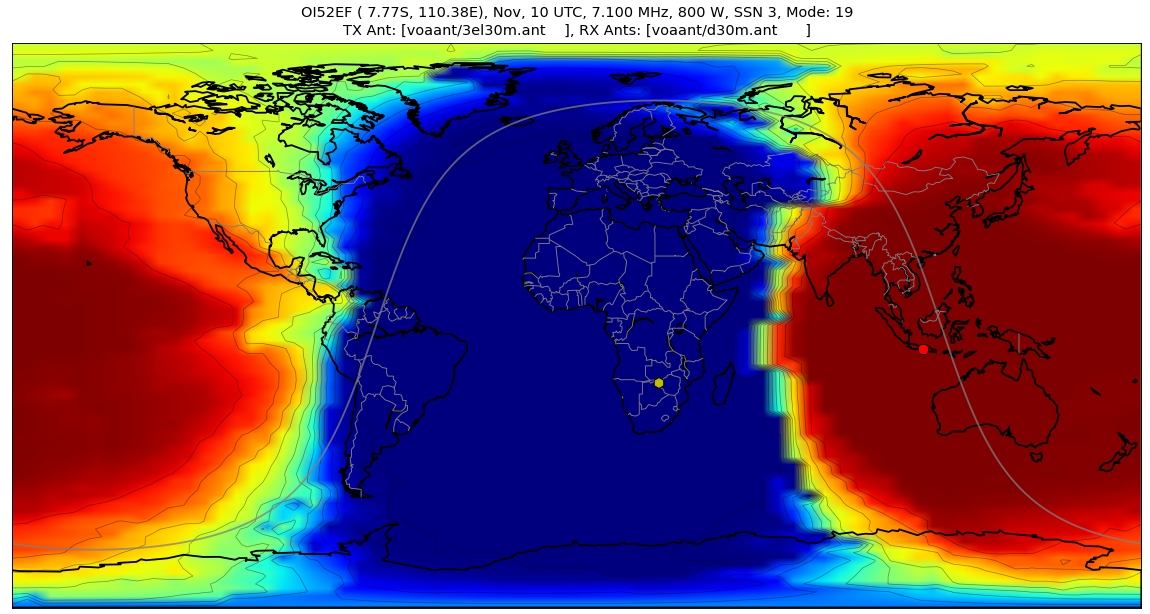 OI52EF ( 7.77S, 110.38E), Nov, 10 UTC, 7.100 MHz, 800 W, SSN 3, Mode: 19
TX Ant: [voaant/3el30m.ant    ], RX Ants: [voaant/d30m.ant      ]